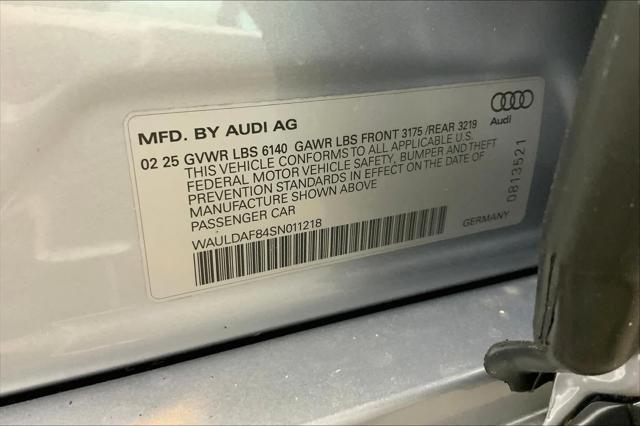 MFD. BY AUDI AG
Audi
02 25 GVWR LBS 6140 GAWR LBS FRONT 3175 /REAR 3219
THIS VEHICLE CONFORMS TO ALL APPLICABLE U.S.
FEDERAL MOTOR VEHICLE SAFETY, BUMPER AND THEFT
PREVENTION STANDARDS IN EFFECT ON THE DATE OF
MANUFACTURE SHOWN ABOVE
PASSENGER CAR
WAULDAF84SN011218
GERMANY
0813521